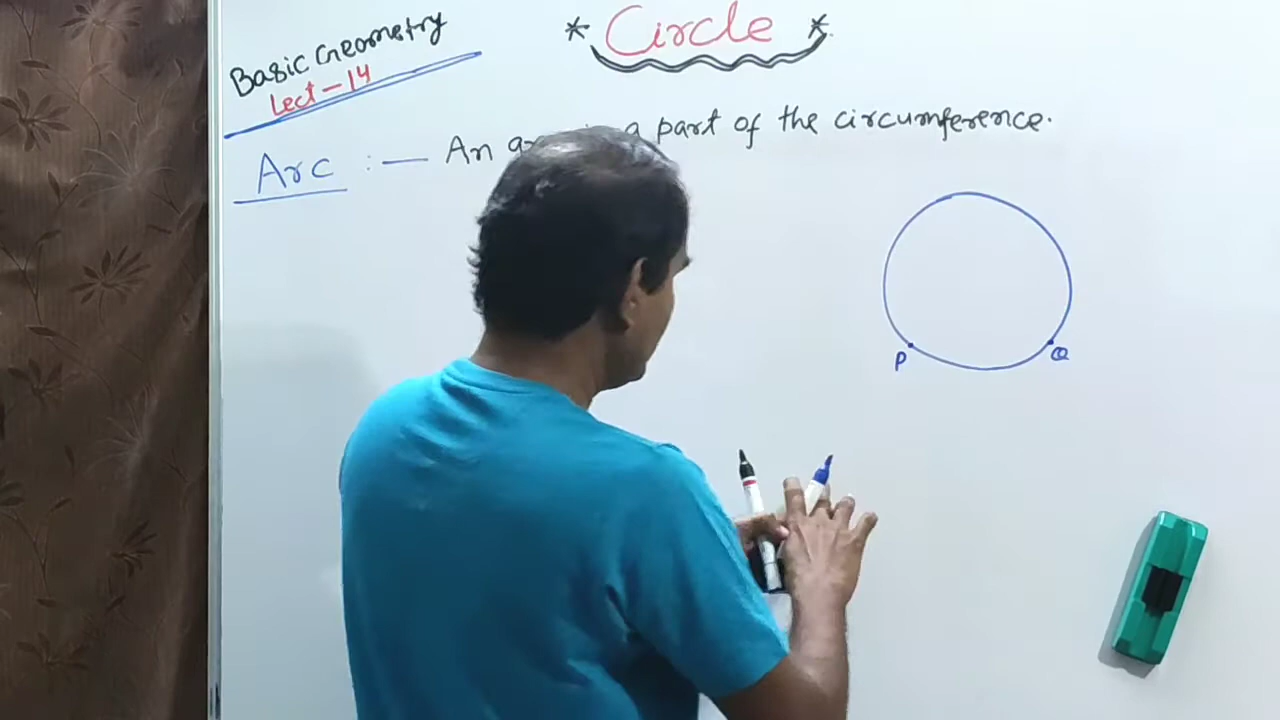 Basic Geometry
Lect-14
* Circle *
Arc :— An a part of the circumference.
P
Q